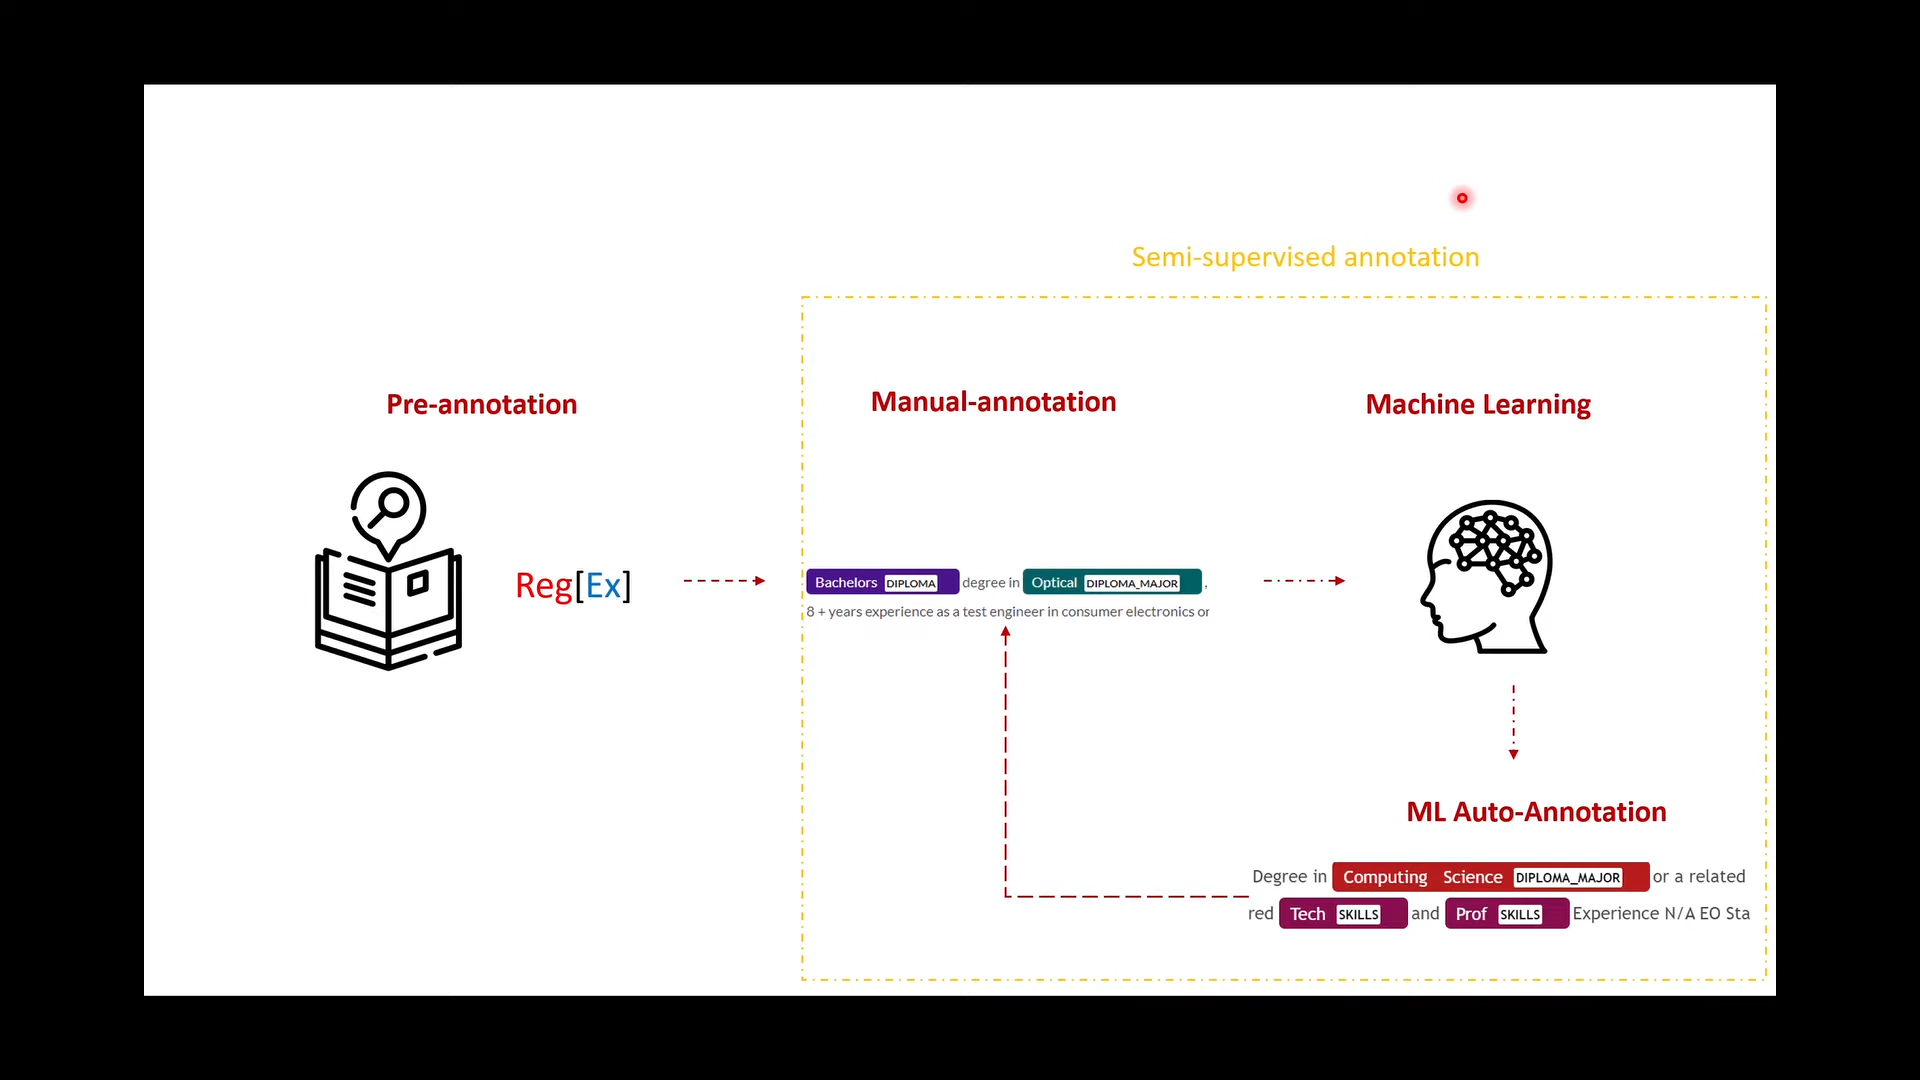 Semi-supervised annotation
Pre-annotation
Manual-annotation
Machine Learning
Reg[Ex]
Bachelors DIPLOMA degree in Optical DIPLOMA_MAJOR ,
8 + years experience as a test engineer in consumer electronics or
ML Auto-Annotation
Degree in Computing Science DIPLOMA_MAJOR or a related
red Tech SKILLS and Prof SKILLS Experience N/A EO Sta